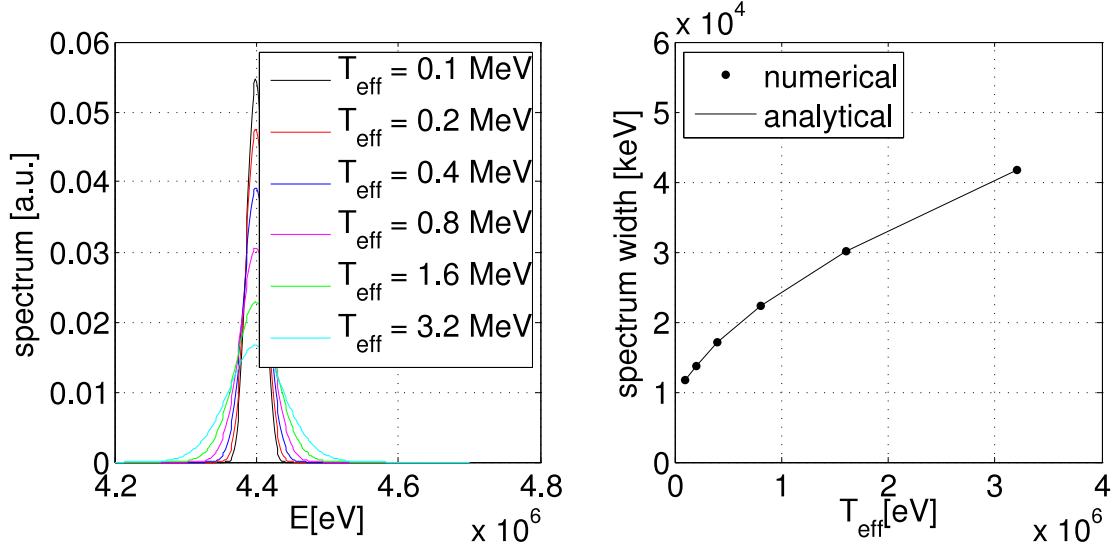 0.06
0.05
0.04
0.03
0.02
0.01
0
spectrum [a.u.]
T_eff = 0.1 MeV
T_eff = 0.2 MeV
T_eff = 0.4 MeV
T_eff = 0.8 MeV
T_eff = 1.6 MeV
T_eff = 3.2 MeV
4.2 4.4 4.6 4.8
E[eV]
x 10^6
x 10^4
6
5
4
3
2
1
0
spectrum width [keV]
numerical
analytical
0 1 2 3 4
T_eff[eV]
x 10^6